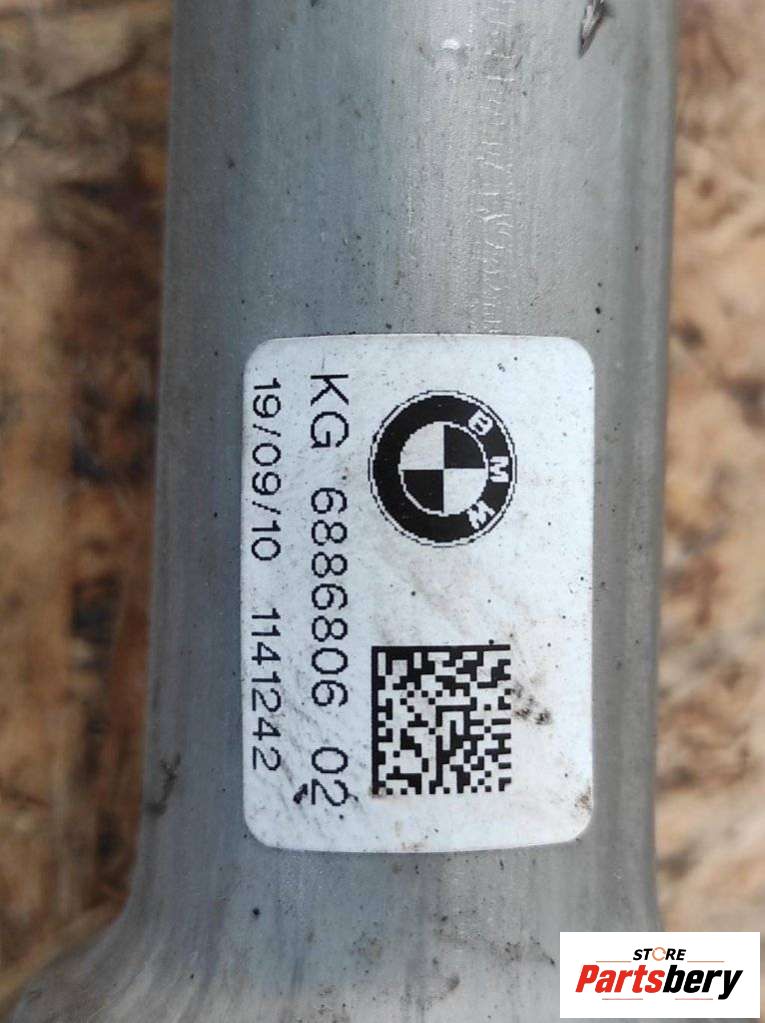 BMW
KG 6886806 02
19/09/10 1141242
STORE
Partsbery